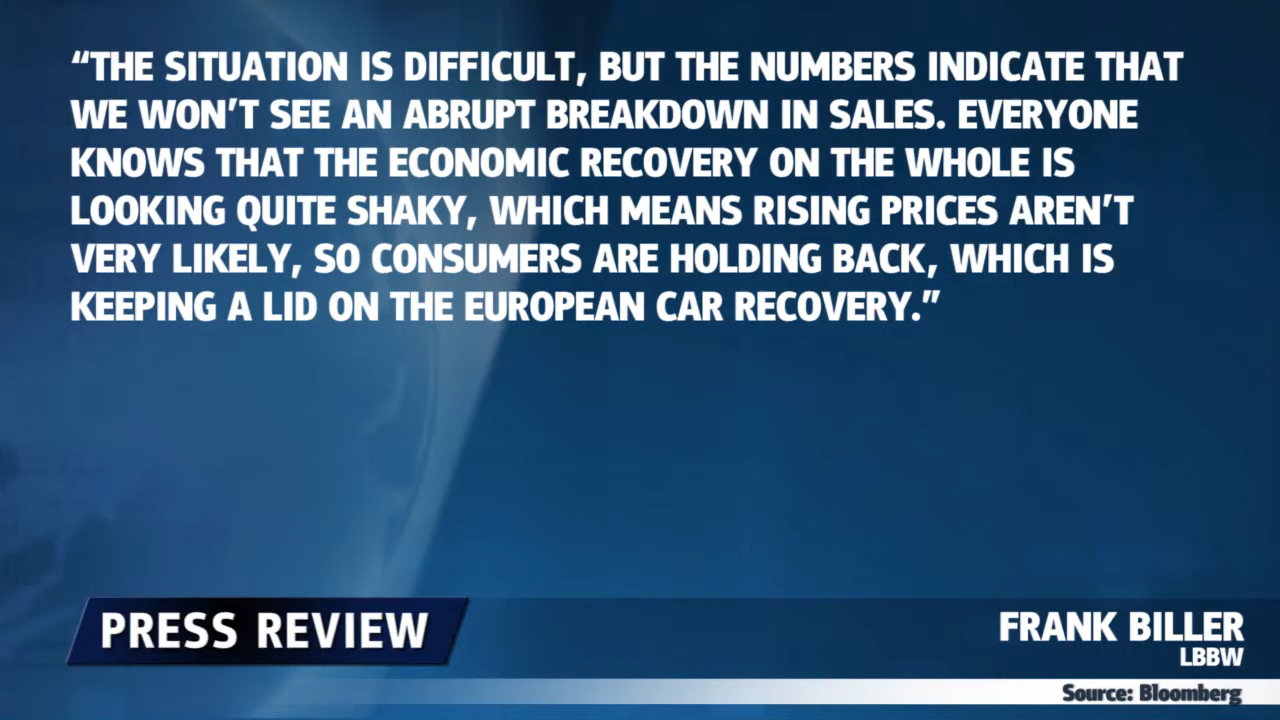 “THE SITUATION IS DIFFICULT, BUT THE NUMBERS INDICATE THAT
WE WON’T SEE AN ABRUPT BREAKDOWN IN SALES. EVERYONE
KNOWS THAT THE ECONOMIC RECOVERY ON THE WHOLE IS
LOOKING QUITE SHAKY, WHICH MEANS RISING PRICES AREN’T
VERY LIKELY, SO CONSUMERS ARE HOLDING BACK, WHICH IS
KEEPING A LID ON THE EUROPEAN CAR RECOVERY.”
PRESS REVIEW
FRANK BILLER
LBBW
Source: Bloomberg